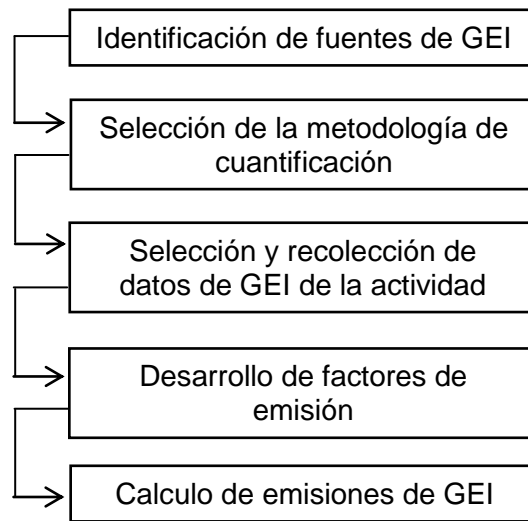 Identificación de fuentes de GEI
Selección de la metodología de
cuantificación
Selección y recolección de
datos de GEI de la actividad
Desarrollo de factores de
emisión
Calculo de emisiones de GEI